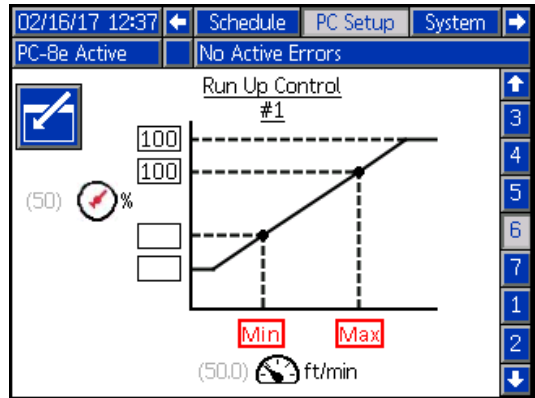 02/16/17 12:37 Schedule PC Setup System
PC-8e Active No Active Errors
Run Up Control
#1
100
100
(50) %
Min Max
(50.0) ft/min
3
4
5
6
7
1
2